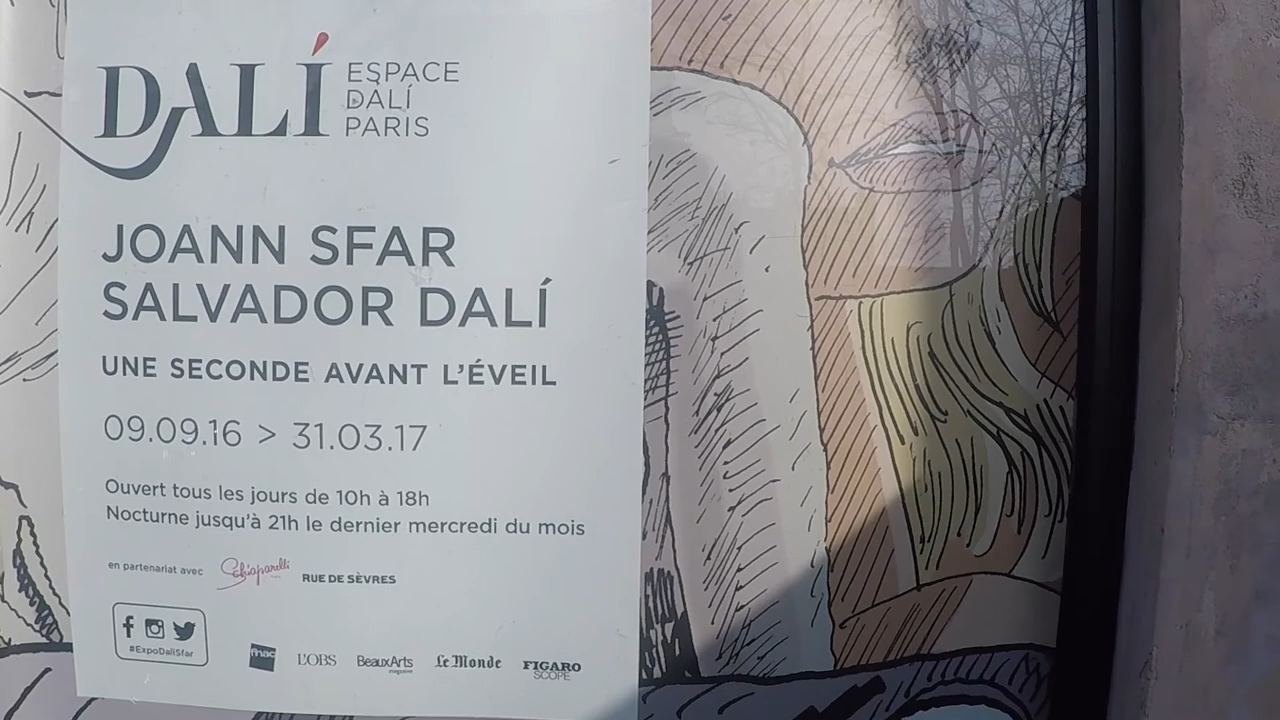 DALÍ
ESPACE
DALÍ
PARIS
JOANN SFAR
SALVADOR DALÍ
UNE SECONDE AVANT L'ÉVEIL
09.09.16 > 31.03.17
Ouvert tous les jours de 10h à 18h
Nocturne jusqu'à 21h le dernier mercredi du mois
en partenariat avec Schiaparelli RUE DE SÈVRES
#ExpoDaliSfar
fnac L'OBS BeauxArts magazine Le Monde FIGARO SCOPE